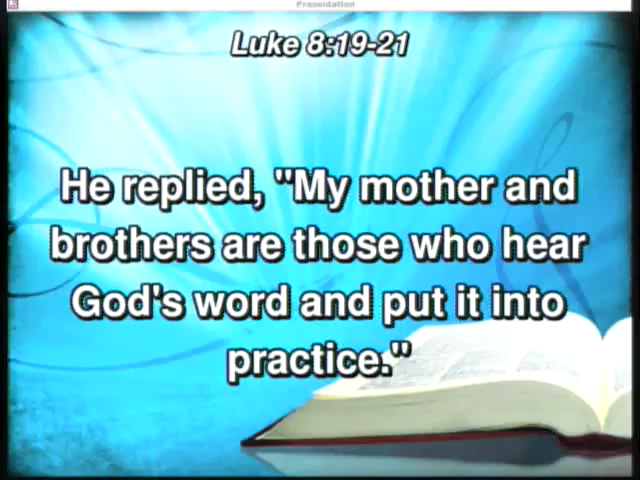 Presentation
Luke 8:19-21
He replied, "My mother and
brothers are those who hear
God's word and put it into
practice."